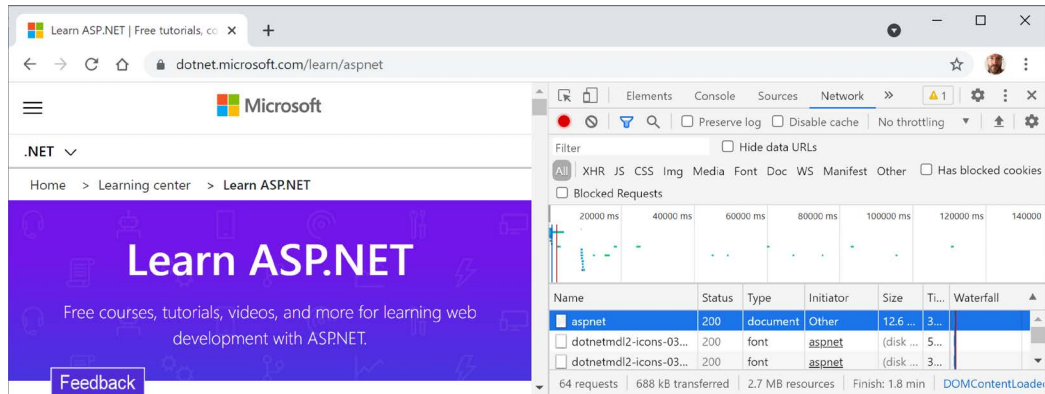 Learn ASP.NET | Free tutorials, co
dotnet.microsoft.com/learn/aspnet
Microsoft
.NET
Home > Learning center > Learn ASP.NET
Learn ASP.NET
Free courses, tutorials, videos, and more for learning web
development with ASP.NET.
Feedback
Elements Console Sources Network » 1
Preserve log Disable cache No throttling
Filter Hide data URLs
All XHR JS CSS Img Media Font Doc WS Manifest Other Has blocked cookies
Blocked Requests
20000 ms 40000 ms 60000 ms 80000 ms 100000 ms 120000 ms 140000
Name Status Type Initiator Size Ti... Waterfall
aspnet 200 document Other 12.6 ... 3...
dotnetmdl2-icons-03... 200 font aspnet (disk ... 5...
dotnetmdl2-icons-03... 200 font aspnet (disk ... 3...
64 requests 688 kB transferred 2.7 MB resources Finish: 1.8 min DOMContentLoaded